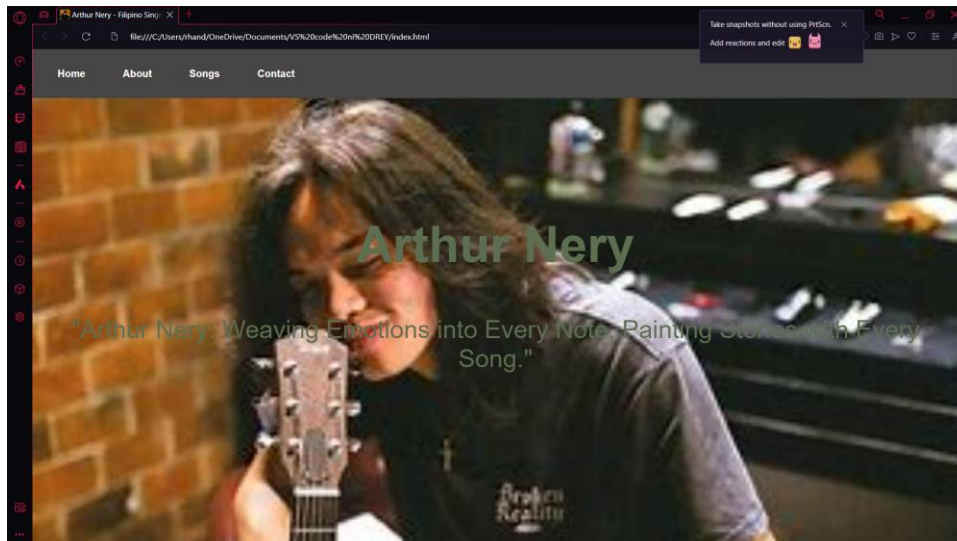 Arthur Nery - Filipino Sing
Take snapshots without using PrtScn.
file:///C:/Users/rhand/OneDrive/Documents/VS%20code%20ni%20DREY/index.html
Add reactions and edit
Home About Songs Contact
Arthur Nery
"Arthur Nery: Weaving Emotions into Every Note, Painting Stories with Every
Song."
Broken
Reality